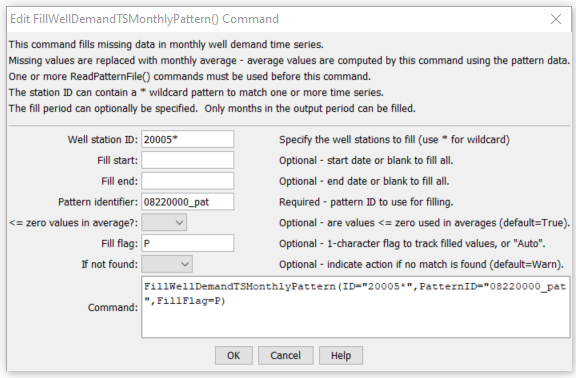 Edit FillWellDemandTSMonthlyPattern() Command
This command fills missing data in monthly well demand time series.
Missing values are replaced with monthly average - average values are computed by this command using the pattern data.
One or more ReadPatternFile() commands must be used before this command.
The station ID can contain a * wildcard pattern to match one or more time series.
The fill period can optionally be specified.  Only months in the output period can be filled.
Well station ID: 20005* Specify the well stations to fill (use * for wildcard)
Fill start: Optional - start date or blank to fill all.
Fill end: Optional - end date or blank to fill all.
Pattern identifier: 08220000_pat Required - pattern ID to use for filling.
<= zero values in average?: Optional - are values <= zero used in averages (default=True).
Fill flag: P Optional - 1-character flag to track filled values, or "Auto".
If not found: Optional - indicate action if no match is found (default=Warn).
Command: FillWellDemandTSMonthlyPattern(ID="20005*",PatternID="08220000_pat
",FillFlag=P)
OK Cancel Help